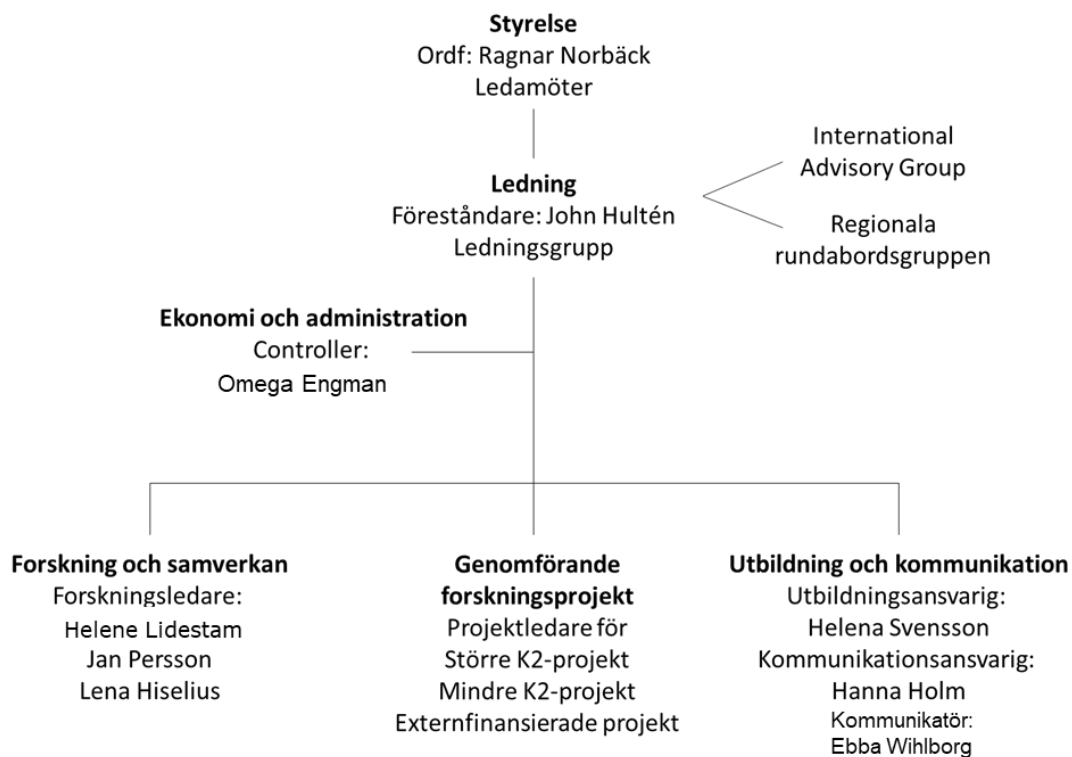 Styrelse
Ordf: Ragnar Norbäck
Ledamöter
International
Advisory Group
Ledning
Föreståndare: John Hultén
Ledningsgrupp
Regionala
rundabordsgruppen
Ekonomi och administration
Controller:
Omega Engman
Forskning och samverkan
Forskningsledare:
Helene Lidestam
Jan Persson
Lena Hiselius
Genomförande
forskningsprojekt
Projektledare för
Större K2-projekt
Mindre K2-projekt
Externfinansierade projekt
Utbildning och kommunikation
Utbildningsansvarig:
Helena Svensson
Kommunikationsansvarig:
Hanna Holm
Kommunikatör:
Ebba Wihlborg